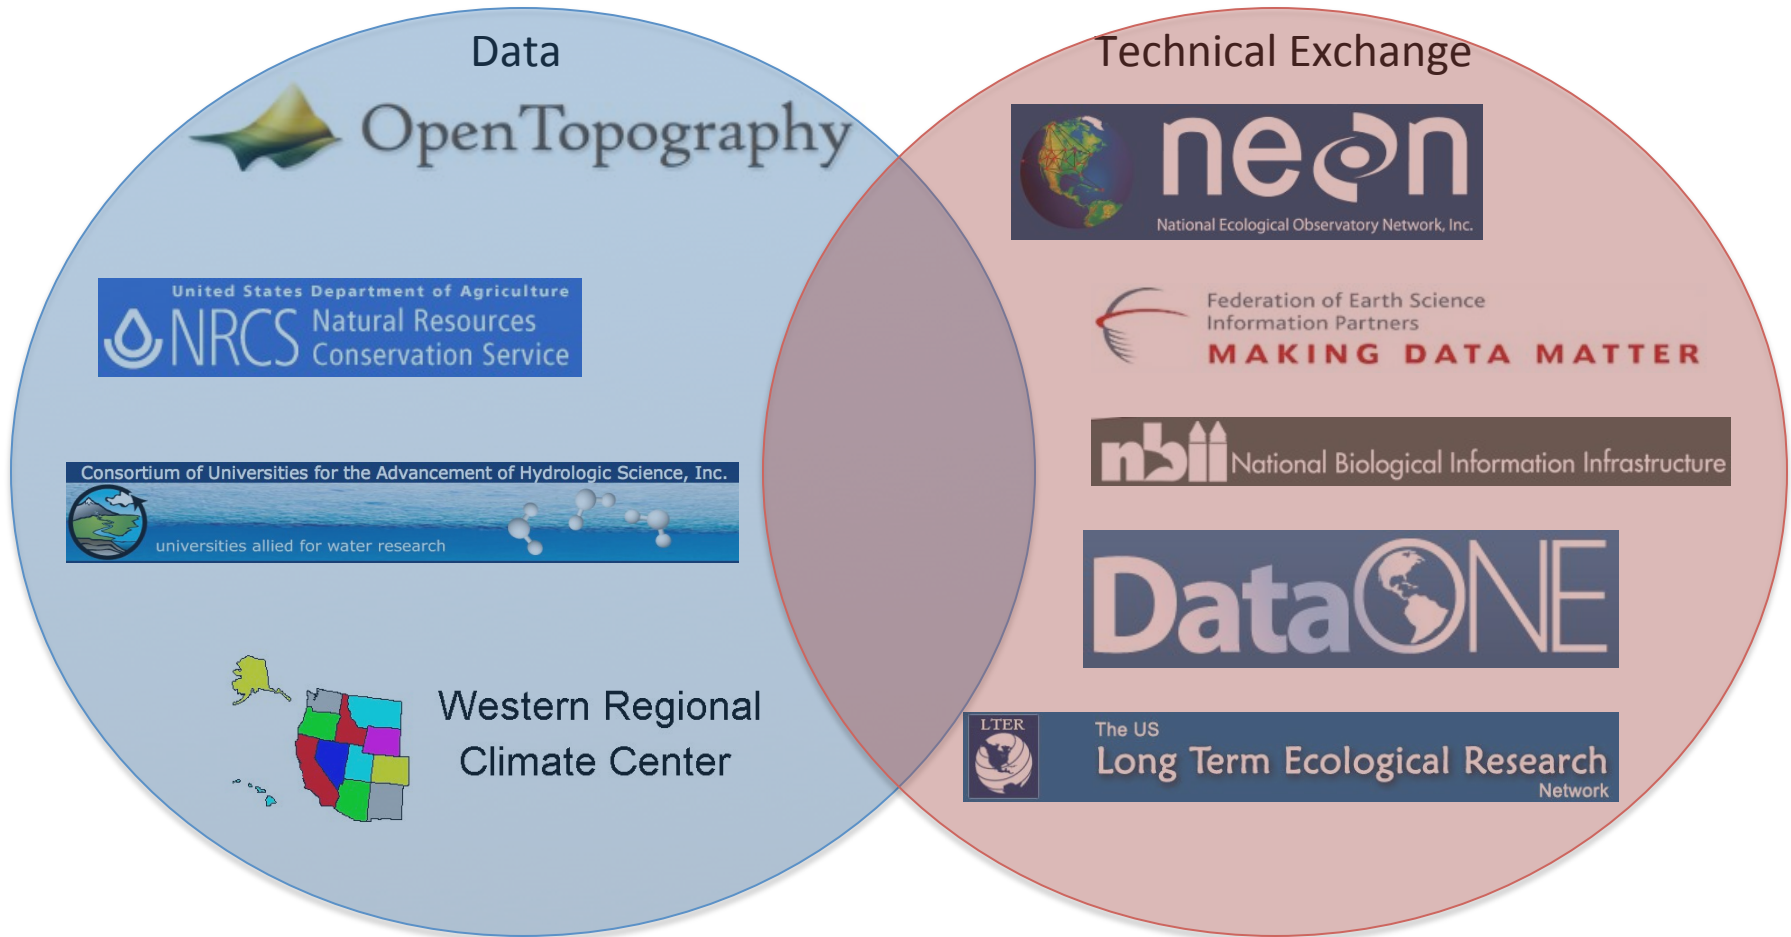 Data
OpenTopography
United States Department of Agriculture
NRCS Natural Resources
Conservation Service
Consortium of Universities for the Advancement of Hydrologic Science, Inc.
universities allied for water research
Western Regional
Climate Center
Technical Exchange
neon
National Ecological Observatory Network, Inc.
Federation of Earth Science
Information Partners
MAKING DATA MATTER
nbii National Biological Information Infrastructure
DataONE
LTER
The US
Long Term Ecological Research
Network